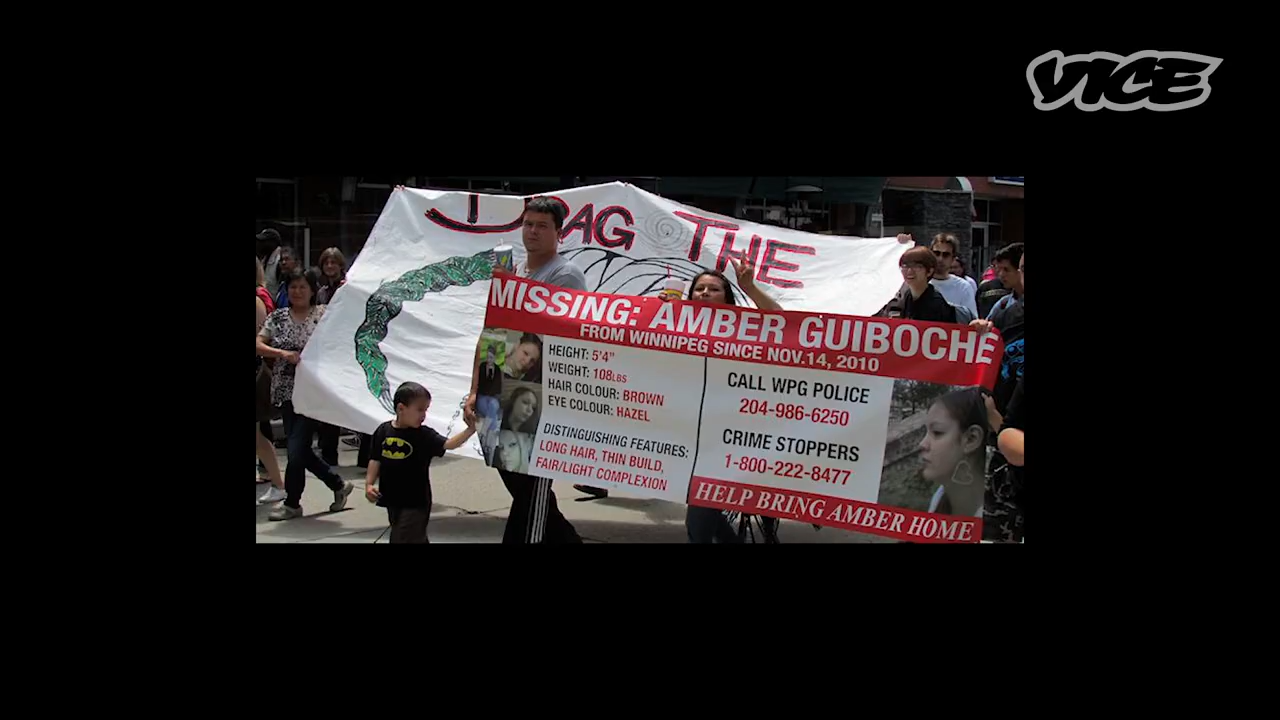 VICE
DRAG THE
MISSING: AMBER GUIBOCHE
FROM WINNIPEG SINCE NOV.14, 2010
HEIGHT: 5'4"
WEIGHT: 108LBS
HAIR COLOUR: BROWN
EYE COLOUR: HAZEL
DISTINGUISHING FEATURES:
LONG HAIR, THIN BUILD,
FAIR/LIGHT COMPLEXION
CALL WPG POLICE
204-986-6250
CRIME STOPPERS
1-800-222-8477
HELP BRING AMBER HOME